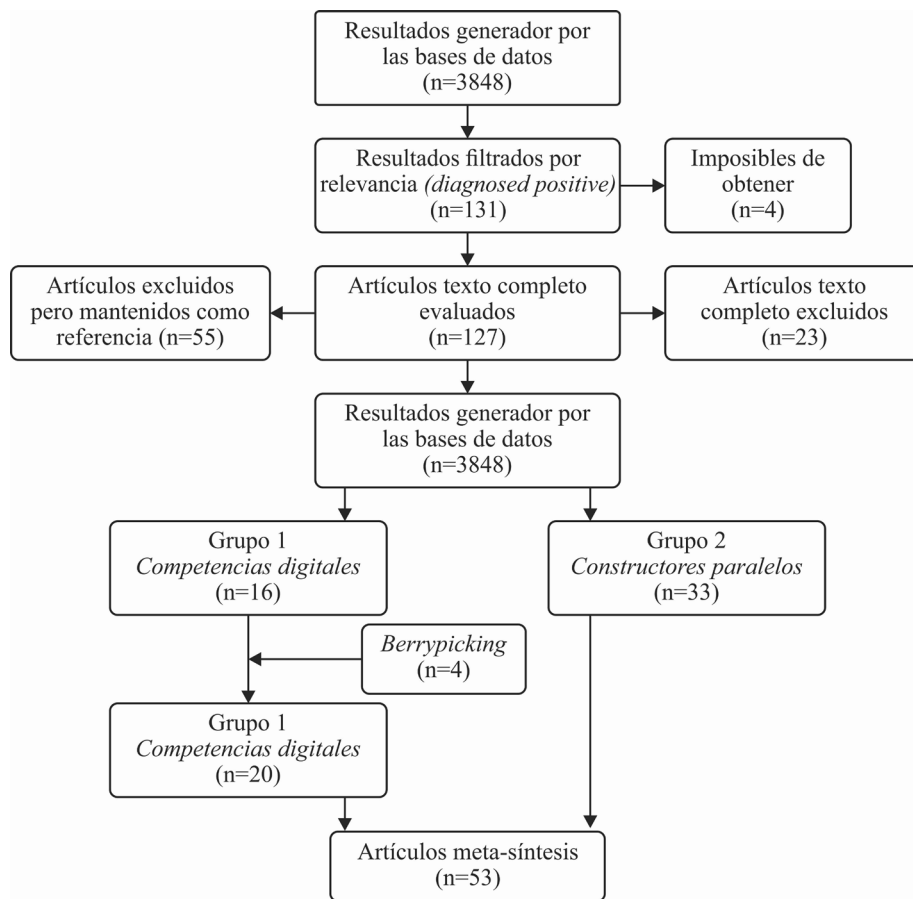 Resultados generador por
las bases de datos
(n=3848)
Resultados filtrados por
relevancia (diagnosed positive)
(n=131)
Imposibles de
obtener
(n=4)
Artículos excluidos
pero mantenidos como
referencia (n=55)
Artículos texto completo
evaluados
(n=127)
Artículos texto
completo excluidos
(n=23)
Resultados generador por
las bases de datos
(n=3848)
Grupo 1
Competencias digitales
(n=16)
Grupo 2
Constructores paralelos
(n=33)
Berrypicking
(n=4)
Grupo 1
Competencias digitales
(n=20)
Artículos meta-síntesis
(n=53)